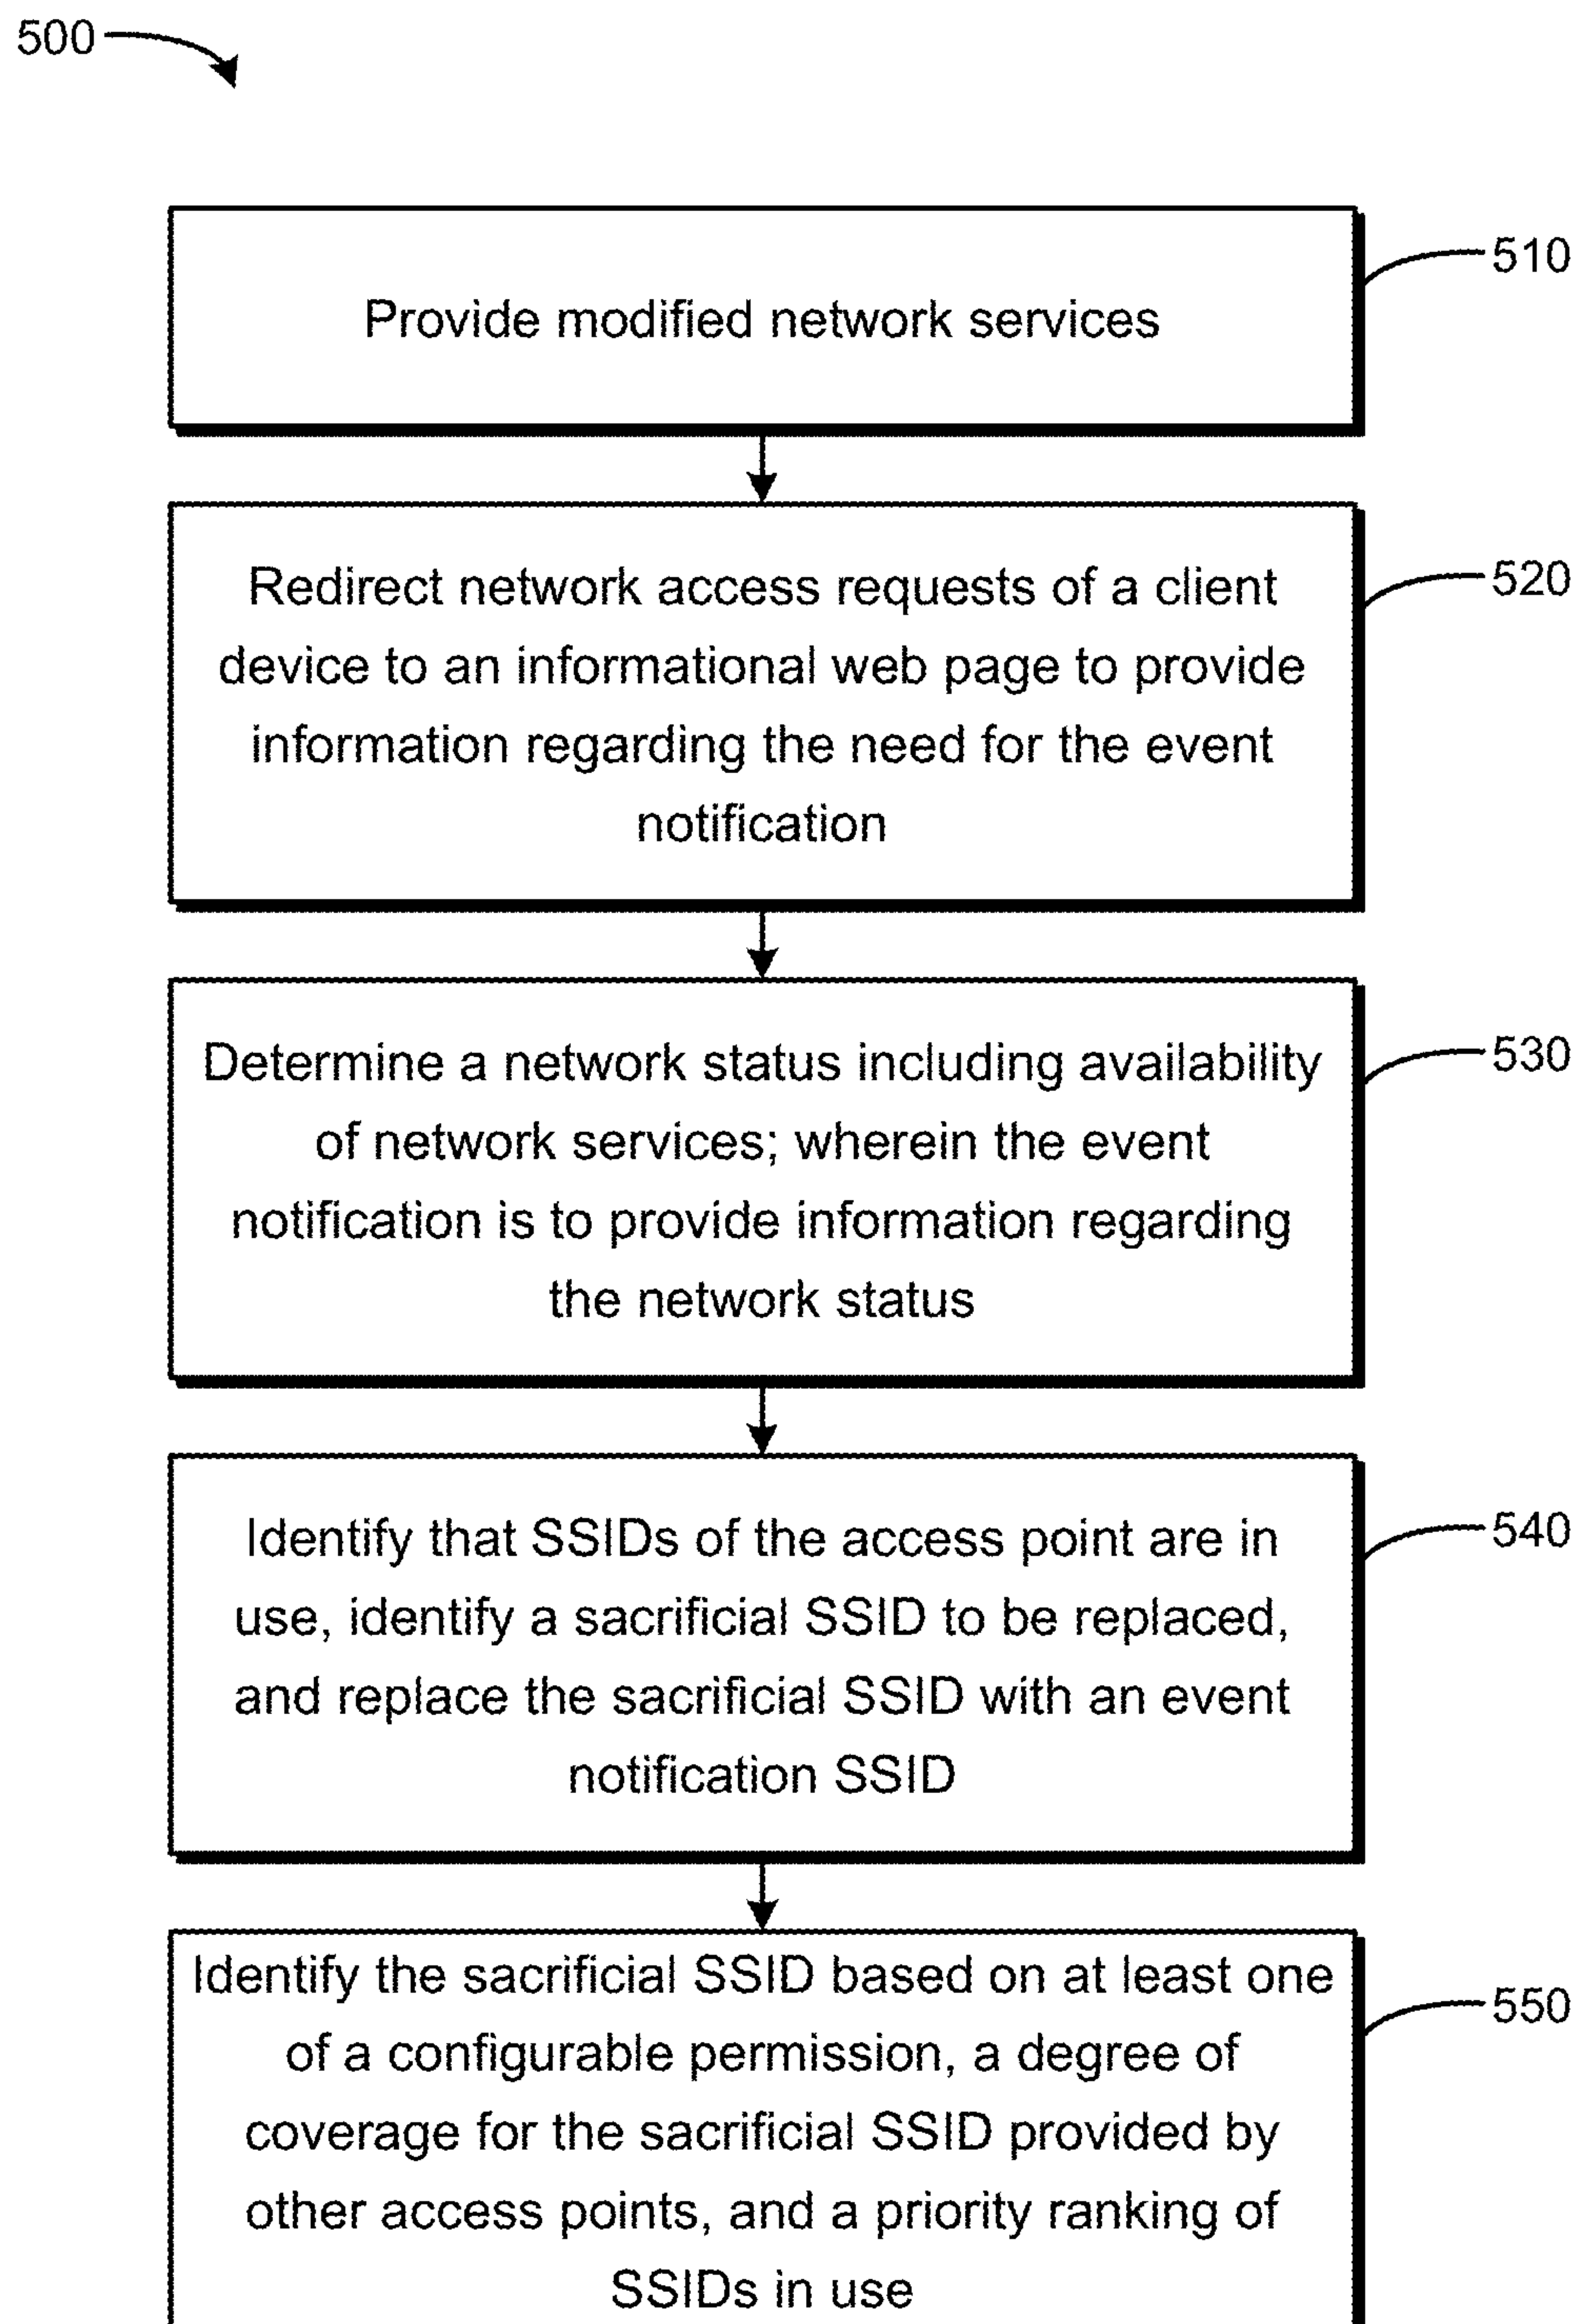 500
Provide modified network services
510
Redirect network access requests of a client
device to an informational web page to provide
information regarding the need for the event
notification
520
Determine a network status including availability
of network services; wherein the event
notification is to provide information regarding
the network status
530
Identify that SSIDs of the access point are in
use, identify a sacrificial SSID to be replaced,
and replace the sacrificial SSID with an event
notification SSID
540
Identify the sacrificial SSID based on at least one
of a configurable permission, a degree of
coverage for the sacrificial SSID provided by
other access points, and a priority ranking of
SSIDs in use
550